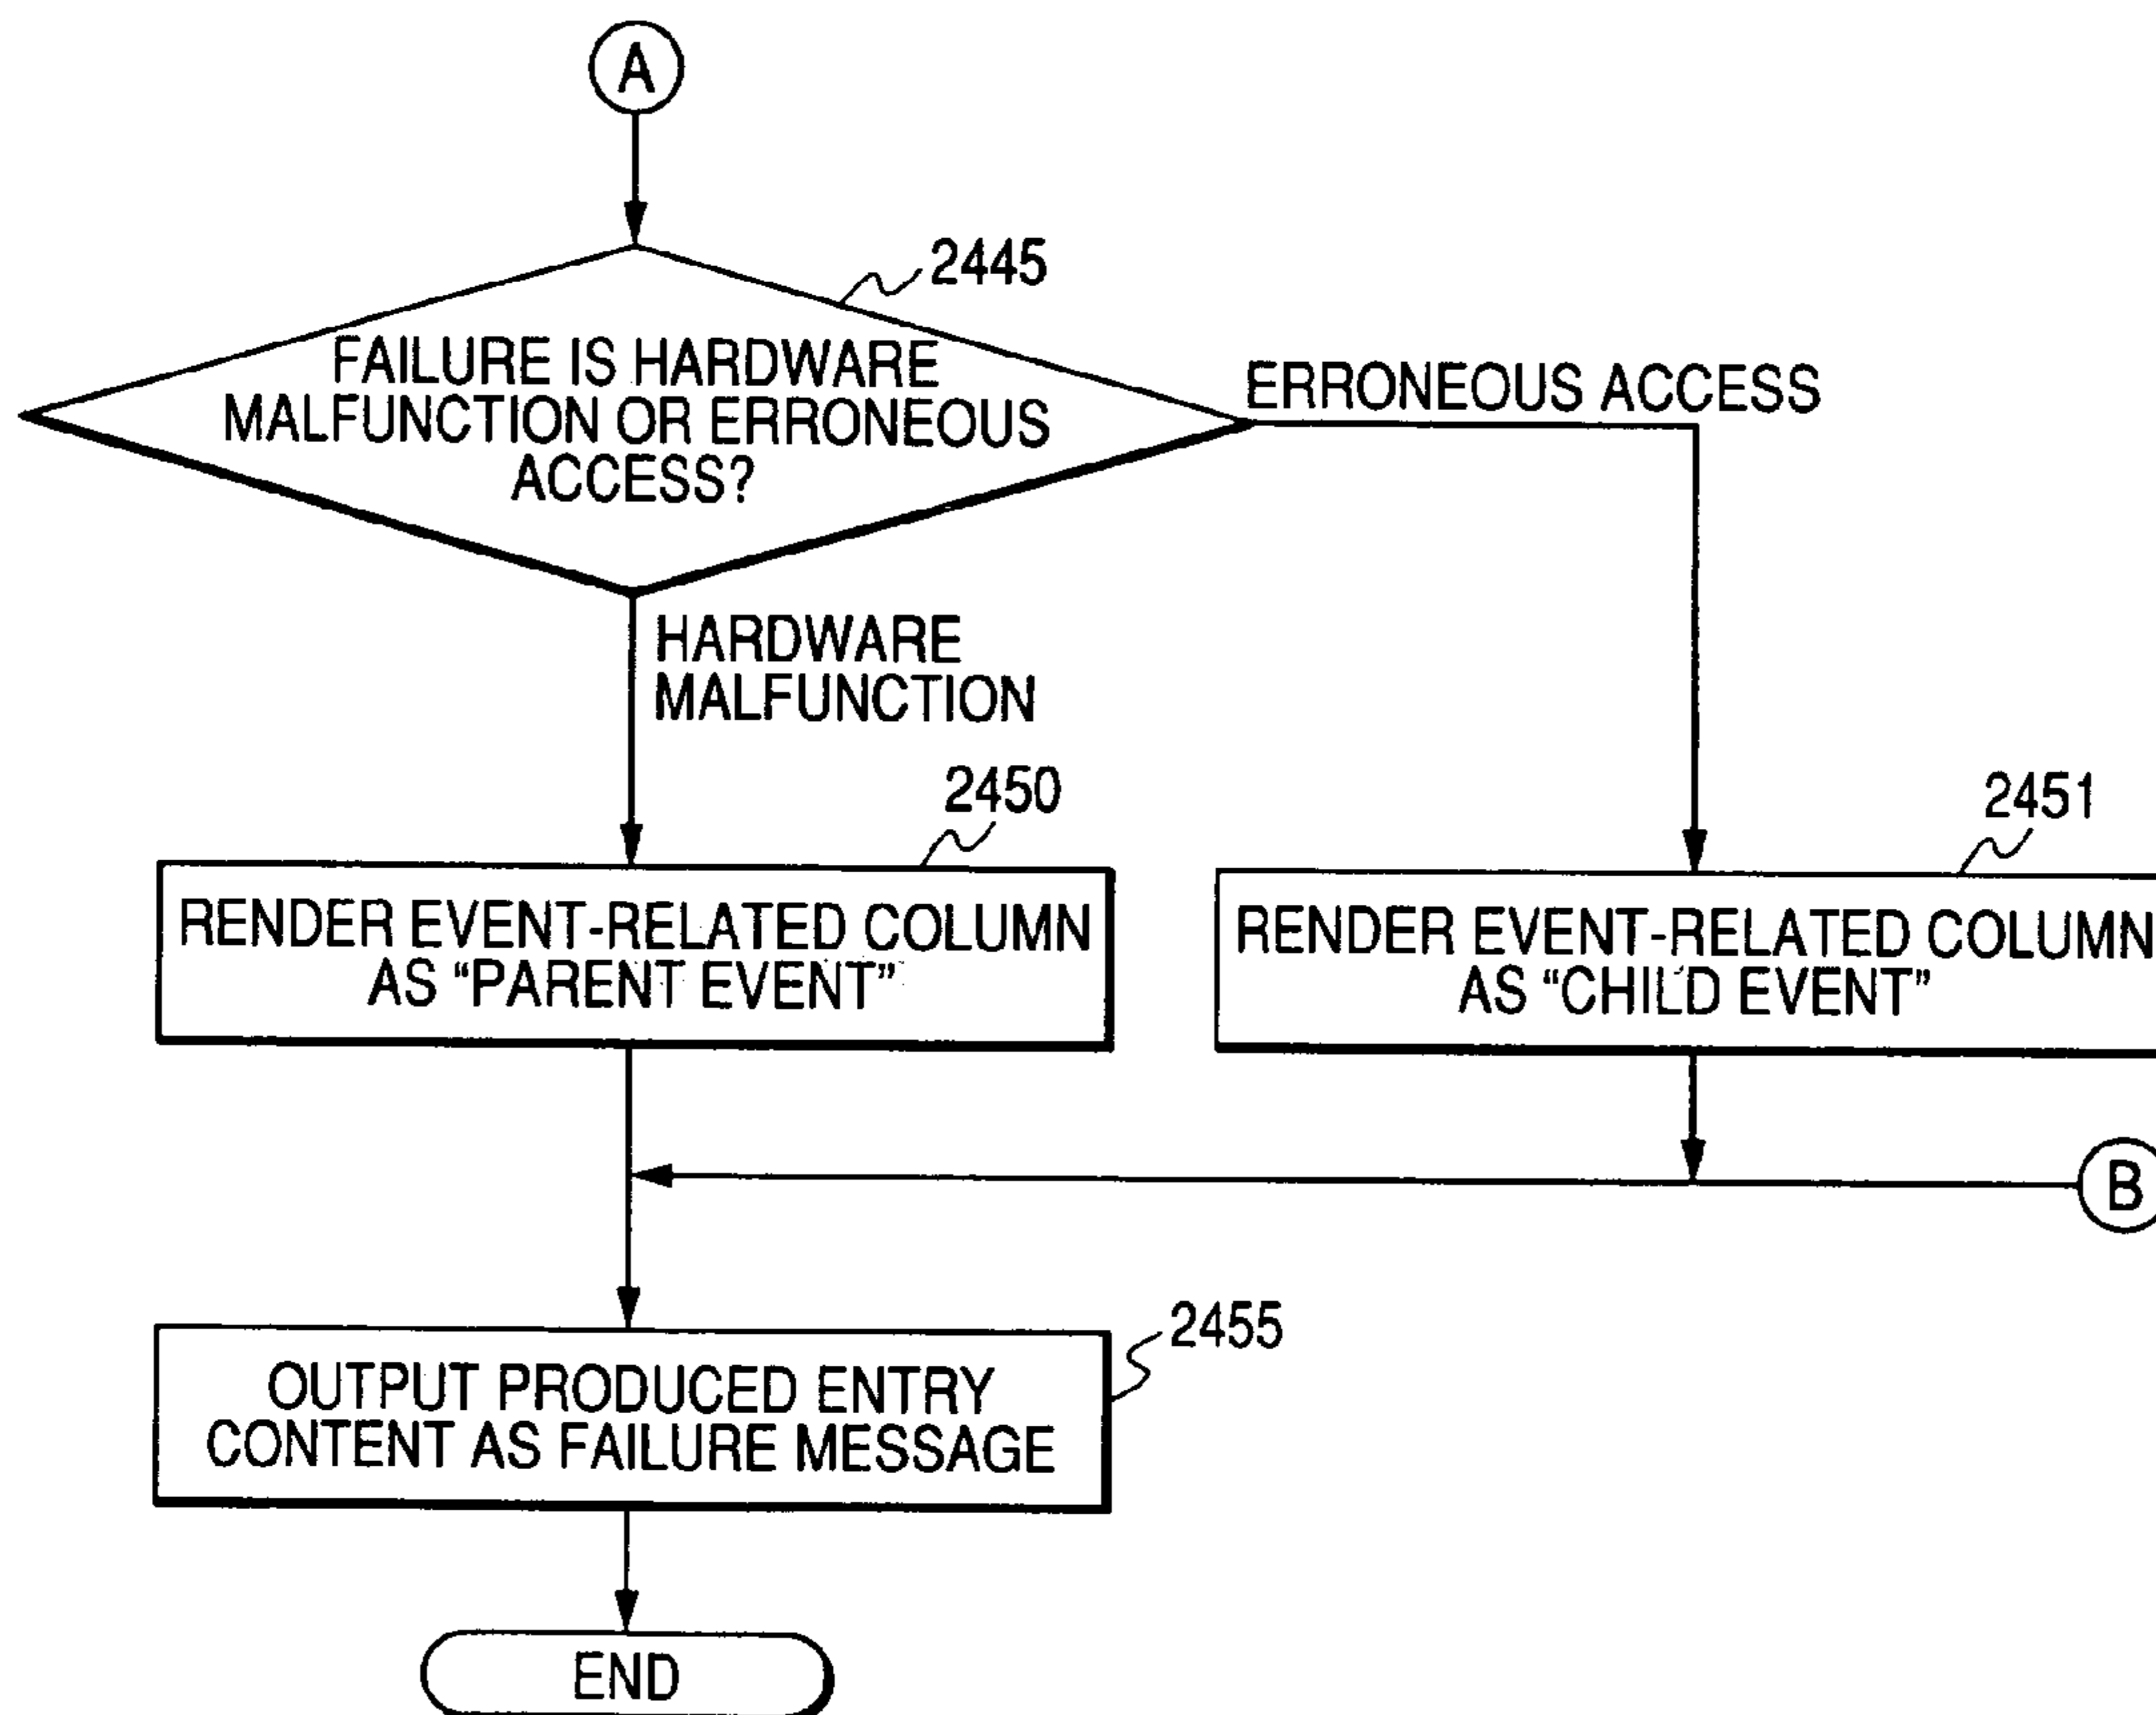 A
2445
FAILURE IS HARDWARE
MALFUNCTION OR ERRONEOUS
ACCESS?
ERRONEOUS ACCESS
HARDWARE
MALFUNCTION
2450
RENDER EVENT-RELATED COLUMN
AS “PARENT EVENT”
2451
RENDER EVENT-RELATED COLUMN
AS “CHILD EVENT”
B
2455
OUTPUT PRODUCED ENTRY
CONTENT AS FAILURE MESSAGE
END